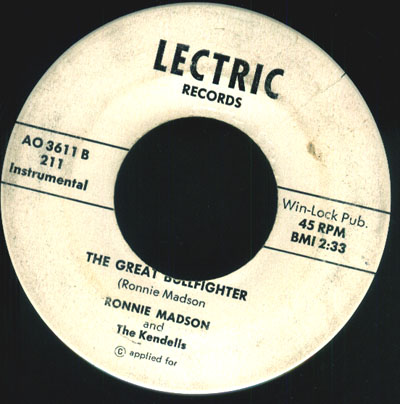 LECTRIC
RECORDS
AO 3611 B
211
Instrumental
Win-Lock Pub.
45 RPM
BMI 2:33
THE GREAT BULLFIGHTER
(Ronnie Madson
RONNIE MADSON
and
The Kendells
© applied for